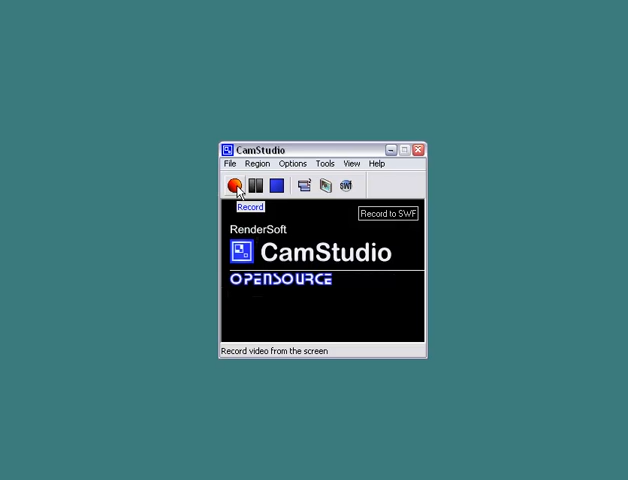 CamStudio
File Region Options Tools View Help
SWF
Record
Record to SWF
RenderSoft
CamStudio
OPENSOURCE
Record video from the screen